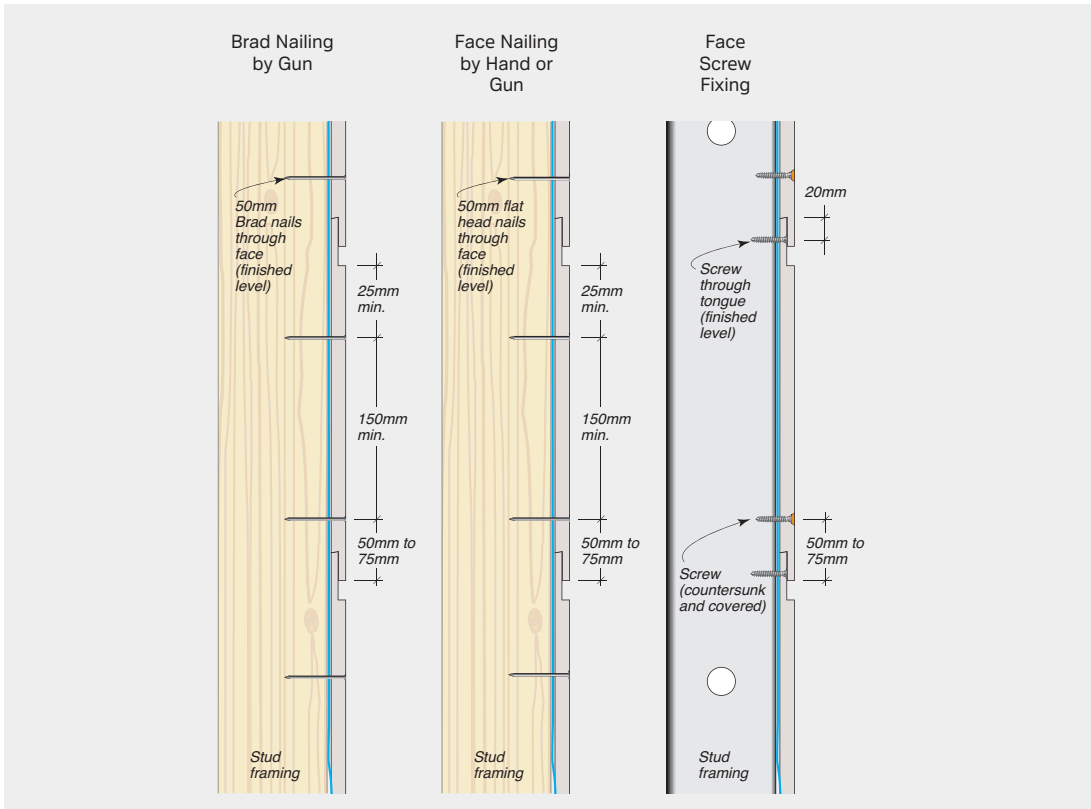 Brad Nailing
by Gun
50mm
Brad nails
through
face
(finished
level)
25mm
min.
150mm
min.
50mm to
75mm
Stud
framing
Face Nailing
by Hand or
Gun
50mm flat
head nails
through
face
(finished
level)
25mm
min.
150mm
min.
50mm to
75mm
Stud
framing
Face
Screw
Fixing
20mm
Screw
through
tongue
(finished
level)
50mm to
75mm
Screw
(countersunk
and covered)
Stud
framing